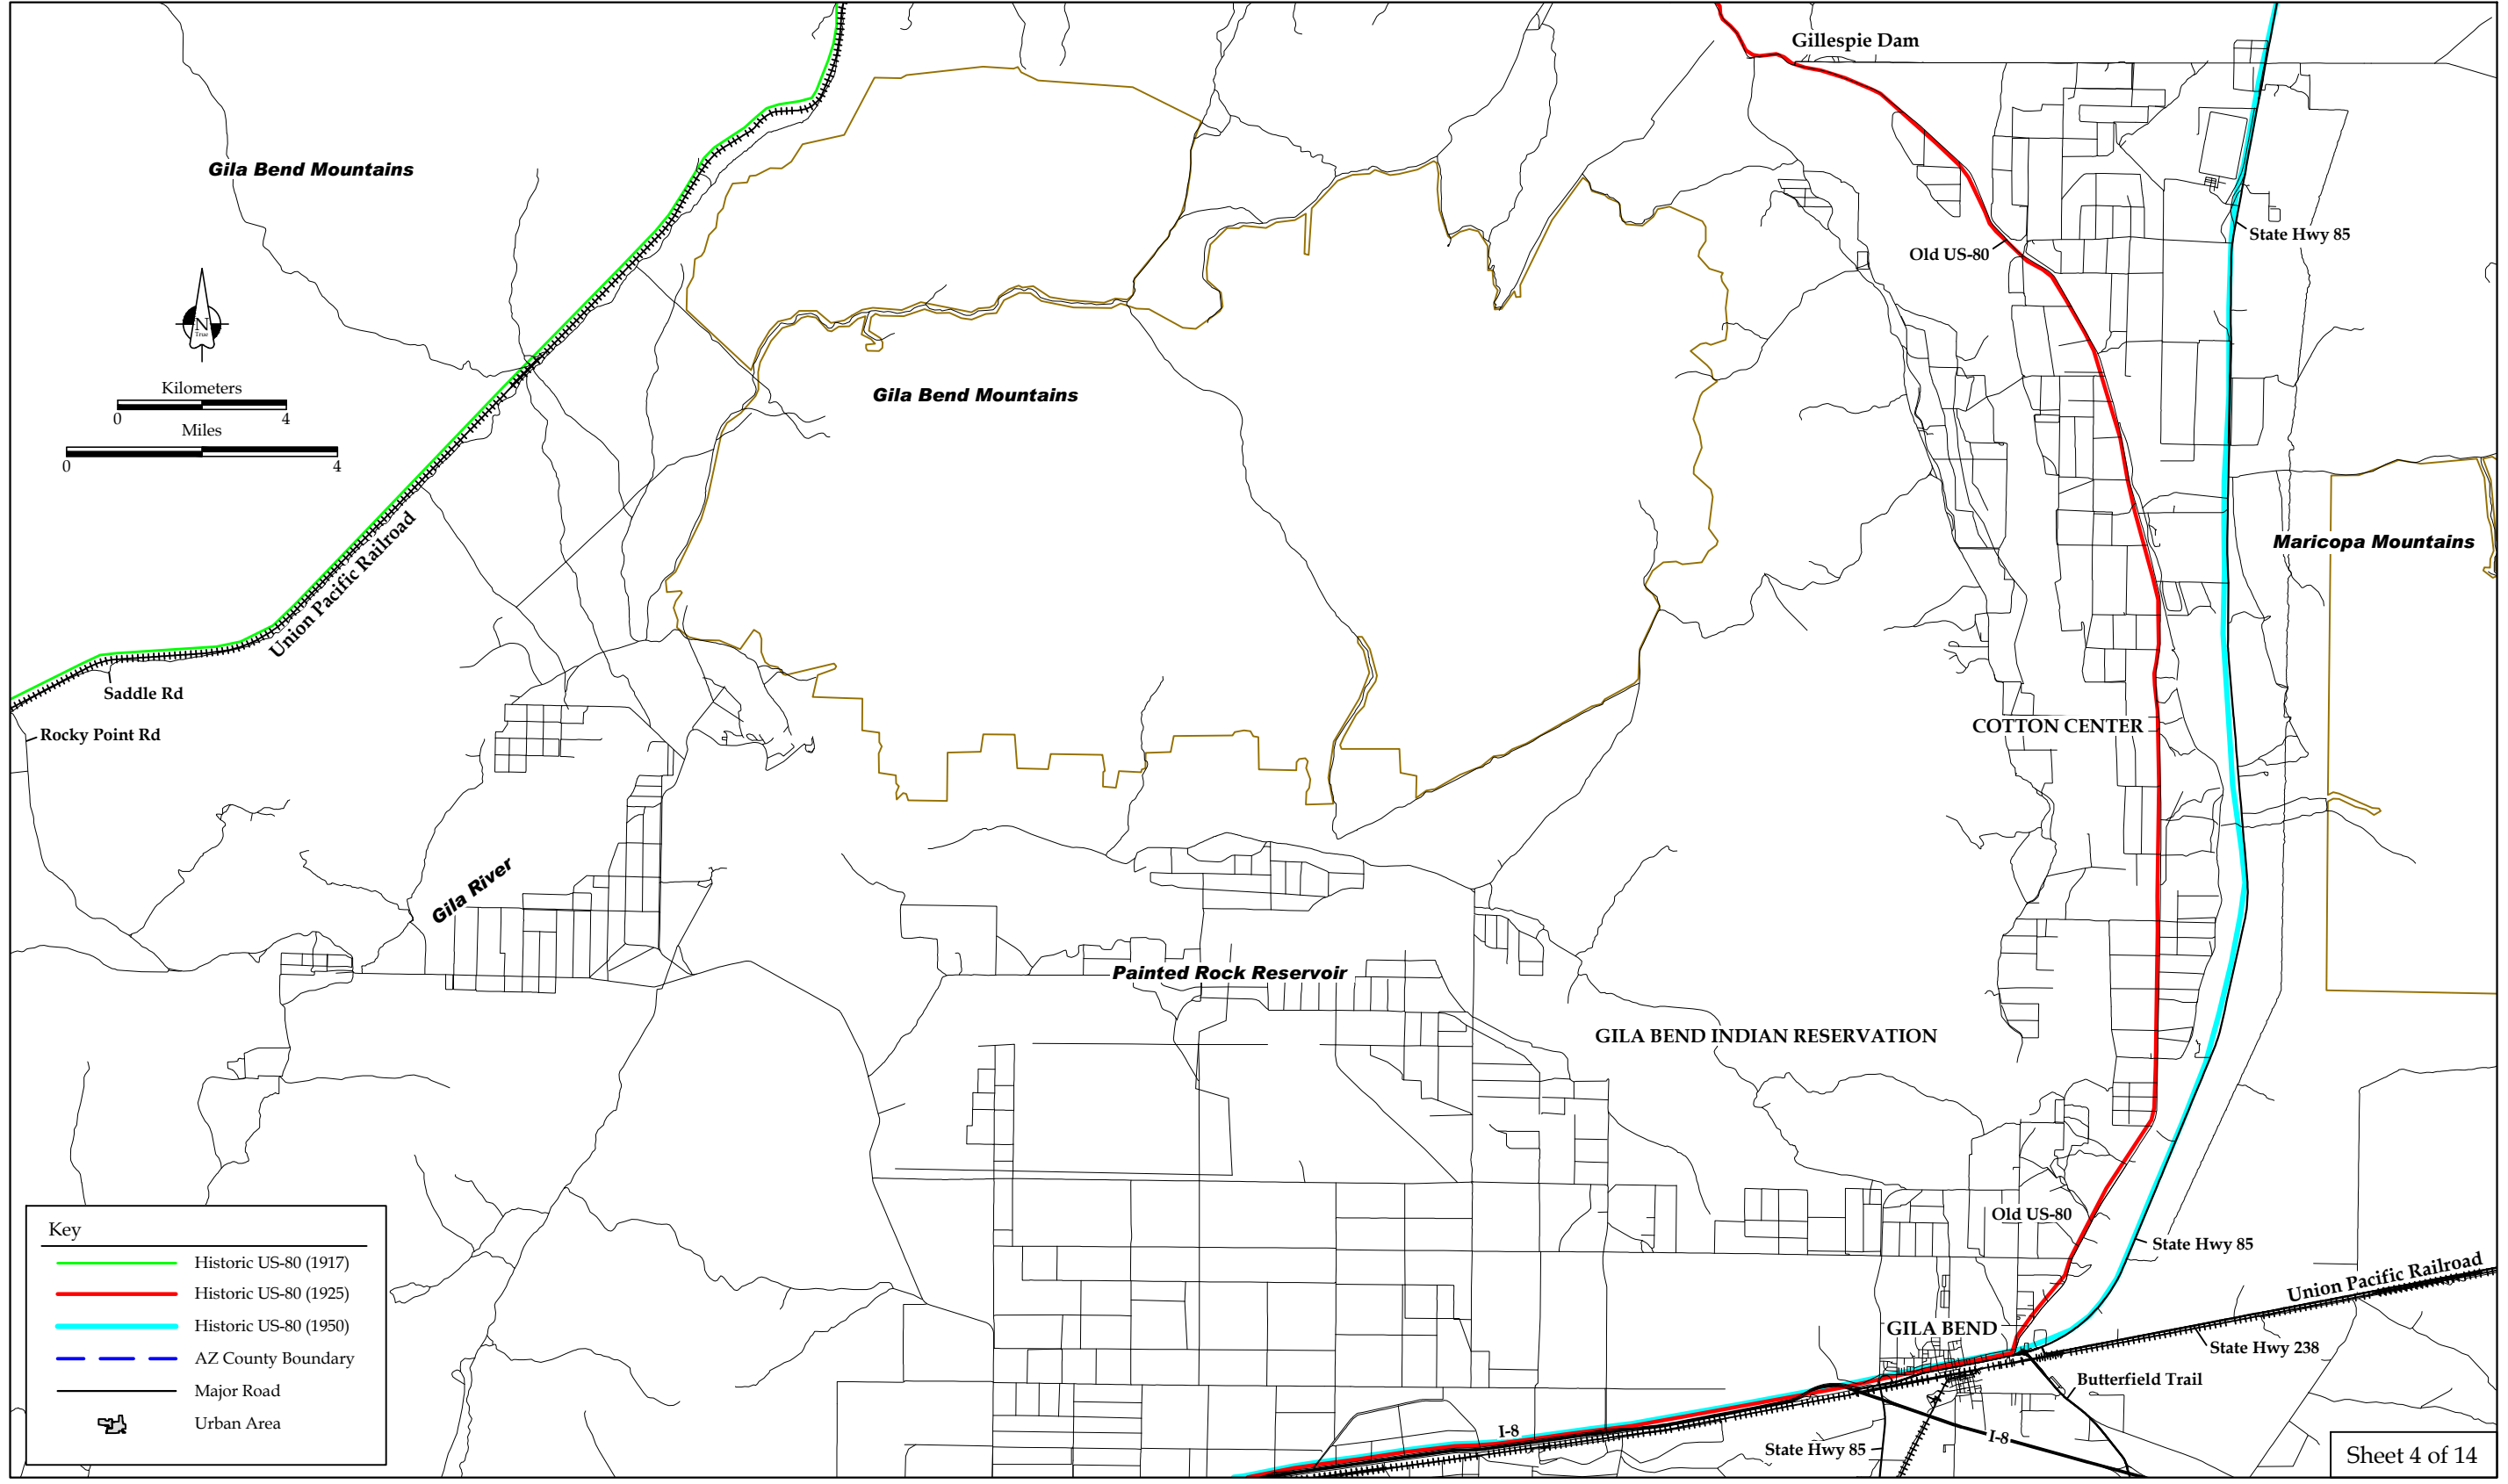 Gillespie Dam
Gila Bend Mountains
State Hwy 85
Old US-80
N
True
Kilometers
0 4
Miles
0 4
Gila Bend Mountains
Union Pacific Railroad
Maricopa Mountains
Saddle Rd
Rocky Point Rd
COTTON CENTER
Gila River
Painted Rock Reservoir
GILA BEND INDIAN RESERVATION
Old US-80
State Hwy 85
Union Pacific Railroad
GILA BEND
State Hwy 238
Butterfield Trail
I-8
I-8
State Hwy 85
Key
Historic US-80 (1917)
Historic US-80 (1925)
Historic US-80 (1950)
AZ County Boundary
Major Road
Urban Area
Sheet 4 of 14